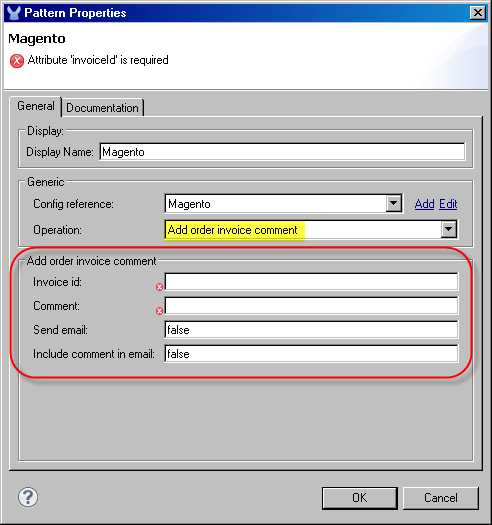 Pattern Properties
Magento
Attribute 'invoiceId' is required
General Documentation
Display:
Display Name: Magento
Generic
Config reference: Magento Add Edit
Operation: Add order invoice comment
Add order invoice comment
Invoice id:
Comment:
Send email: false
Include comment in email: false
? OK Cancel